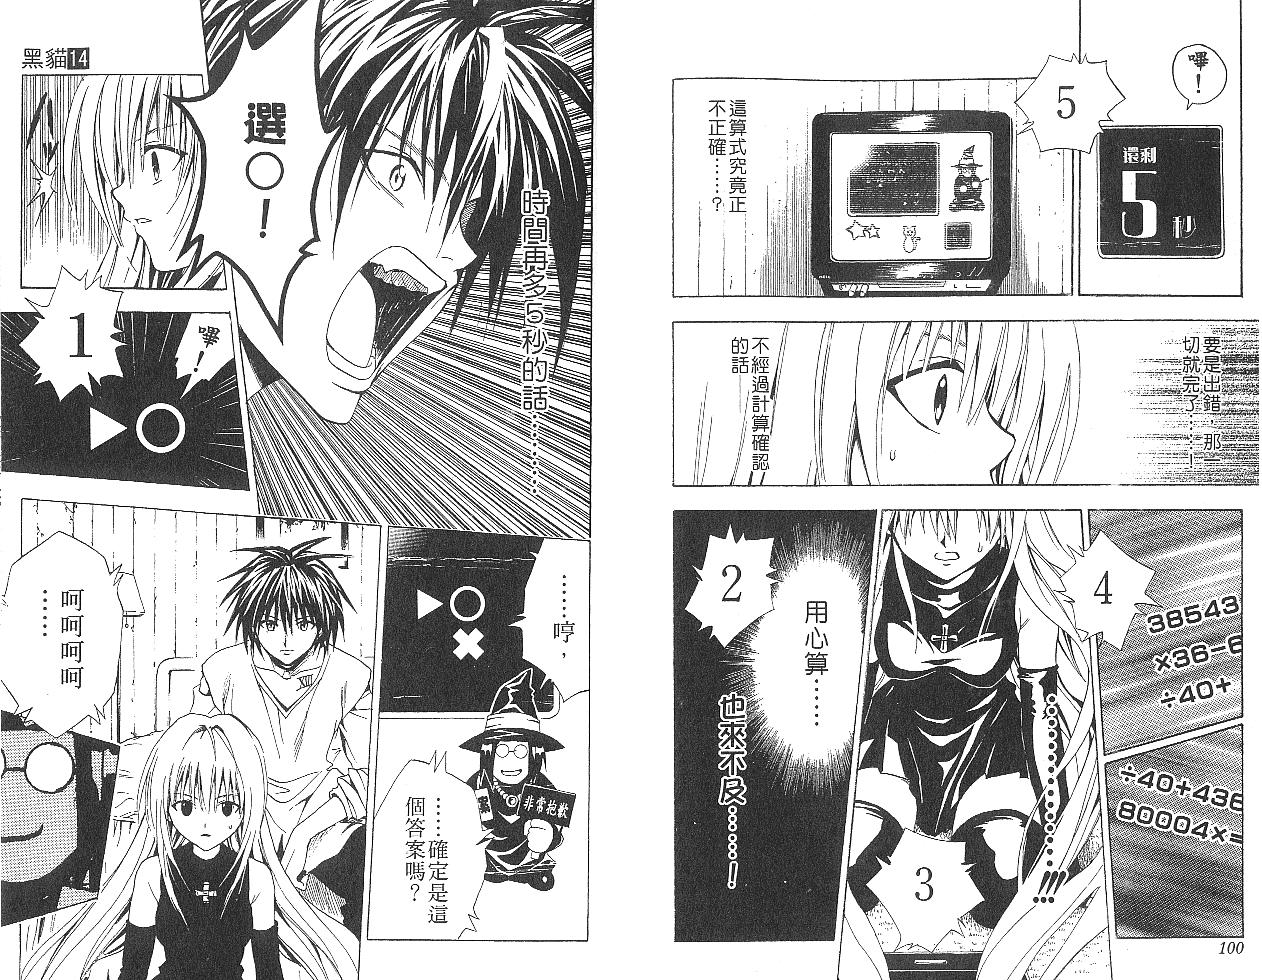 嗶！
還剩
5
秒
5
這算式究竟正
不正確……？
要是出錯，那一
切就完了……！
不經過計算確認
的話
38543
×36-6
÷40+
4
÷40+436
80004×=
3
用心算……
2
也來不及……！
100
黑貓14
時間再多5秒的話………
選○！
嗶！
1
……哼，
非常抱歉
……確定是這
個答案嗎？
呵呵呵呵
……
XIII